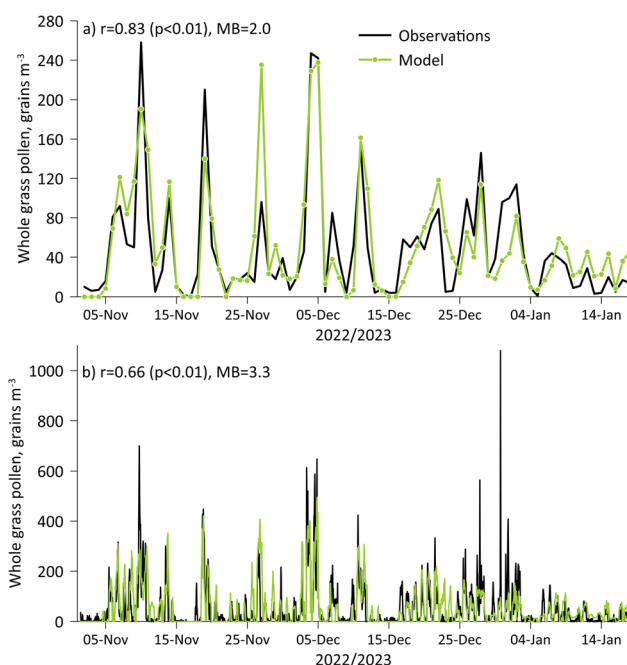 a) r=0.83 (p<0.01), MB=2.0
Observations
Model
Whole grass pollen, grains m⁻³
280
240
200
160
120
80
40
0
05-Nov 15-Nov 25-Nov 05-Dec 15-Dec 25-Dec 04-Jan 14-Jan
2022/2023
b) r=0.66 (p<0.01), MB=3.3
Whole grass pollen, grains m⁻³
1000
800
600
400
200
0
05-Nov 15-Nov 25-Nov 05-Dec 15-Dec 25-Dec 04-Jan 14-Jan
2022/2023